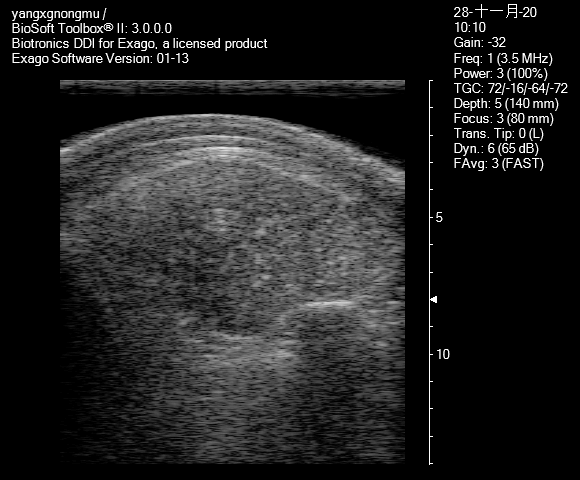 yangxgnongmu /
BioSoft Toolbox® II: 3.0.0.0
Biotronics DDI for Exago, a licensed product
Exago Software Version: 01-13
28-十一月-20
10:10
Gain: -32
Freq: 1 (3.5 MHz)
Power: 3 (100%)
TGC: 72/-16/-64/-72
Depth: 5 (140 mm)
Focus: 3 (80 mm)
Trans. Tip: 0 (L)
Dyn.: 6 (65 dB)
FAvg: 3 (FAST)
5
10